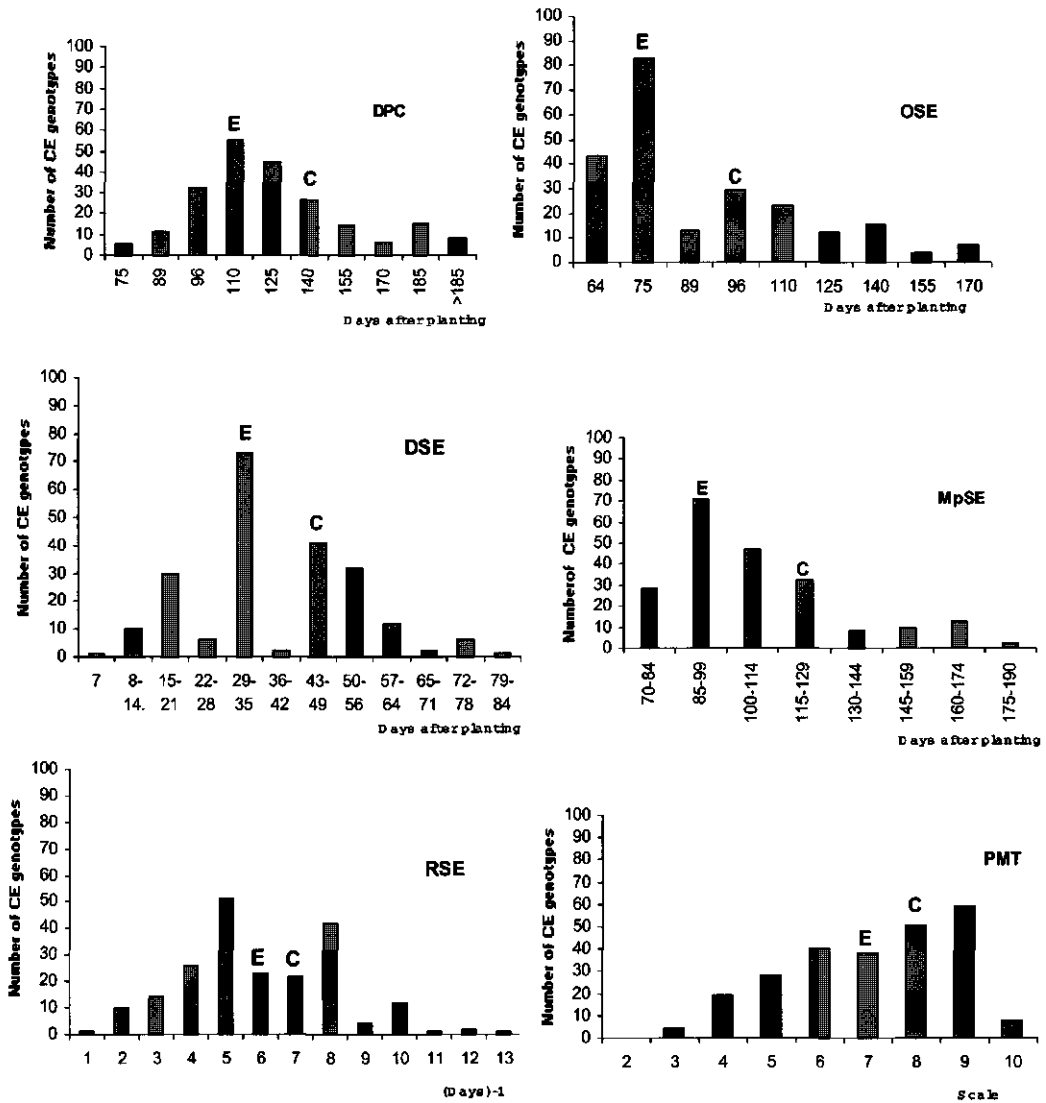 100
90
80
70
60
50
40
30
20
10
0
Number of CE genotypes
DPC
E
C
75 89 96 110 125 140 155 170 185 >185
Days after planting
100
90
80
70
60
50
40
30
20
10
0
Number of CE genotypes
OSE
E
C
64 75 89 96 110 125 140 155 170
Days after planting
100
90
80
70
60
50
40
30
20
10
0
Number of CE genotypes
DSE
E
C
7 8- 15- 22- 29- 36- 43- 50- 57- 65- 72- 79-
14. 21 28 35 42 49 56 64 71 78 84
Days after planting
100
90
80
70
60
50
40
30
20
10
0
Number of CE genotypes
MpSE
E
C
70-84 85-99 100-114 115-129 130-144 145-159 160-174 175-190
Days after planting
100
90
80
70
60
50
40
30
20
10
0
Number of CE genotypes
RSE
E C
1 2 3 4 5 6 7 8 9 10 11 12 13
(Days)-1
100
90
80
70
60
50
40
30
20
10
0
Number of CE genotypes
PMT
C
E
2 3 4 5 6 7 8 9 10
Scale